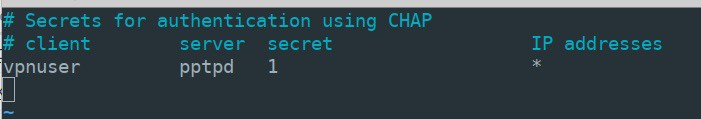 # Secrets for authentication using CHAP
# client        server  secret                  IP addresses
vpnuser         pptpd   1                       *
~